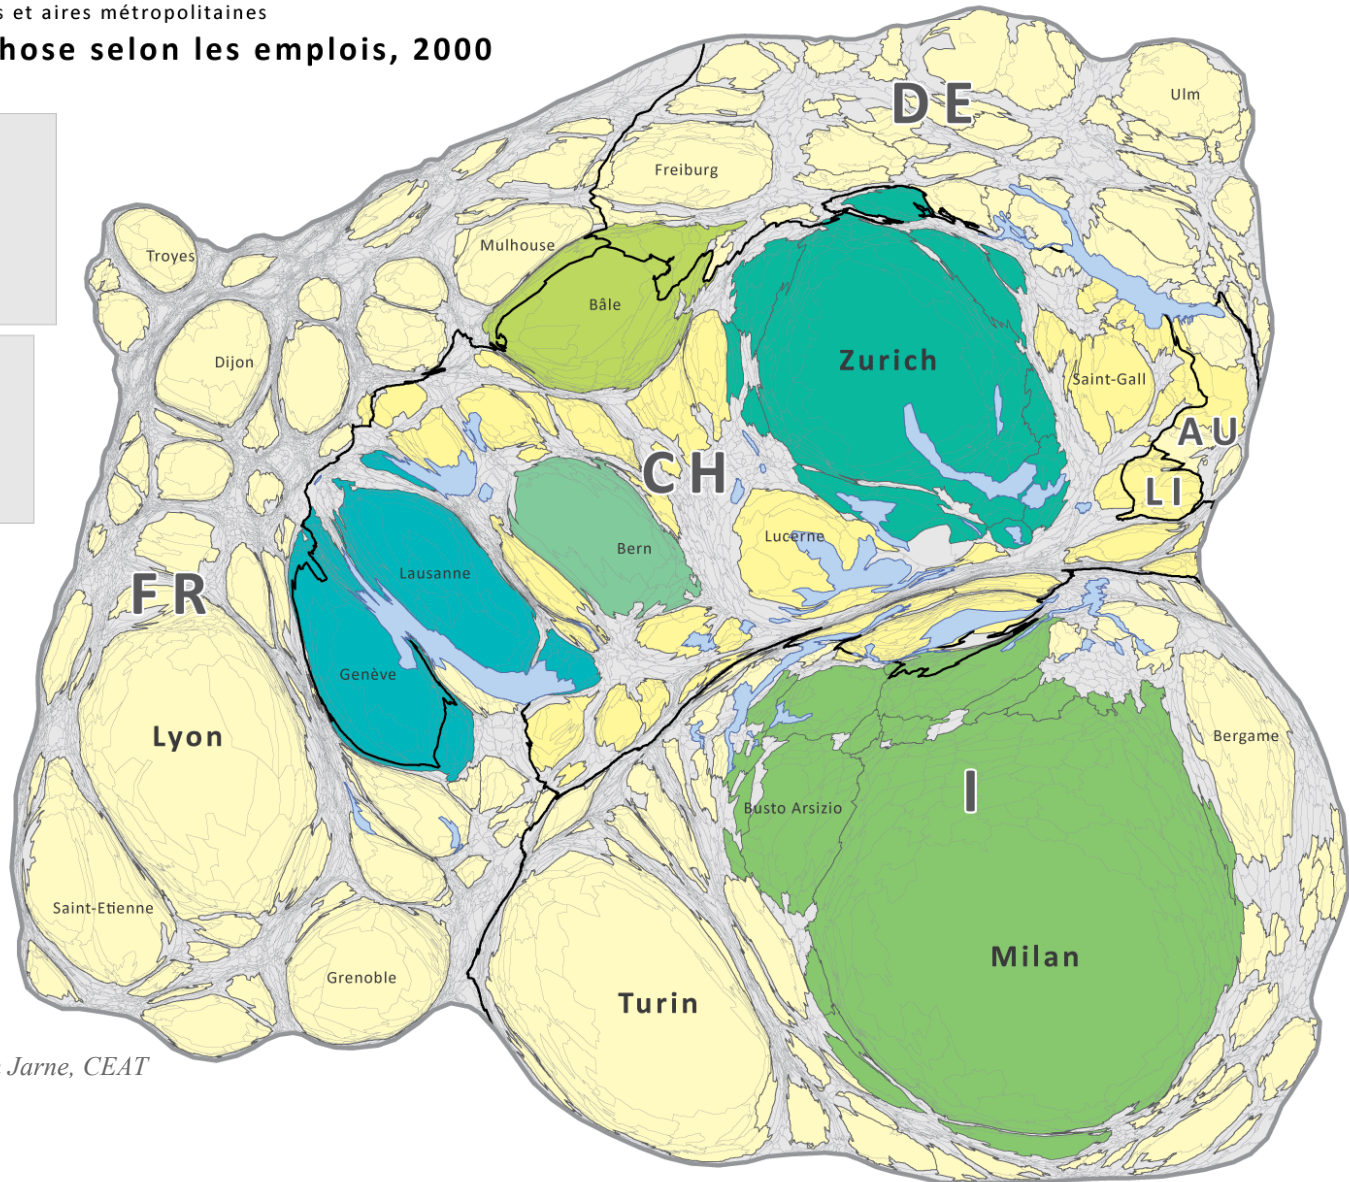 s et aires métropolitaines
hose selon les emplois, 2000
DE
Ulm
Freiburg
Troyes
Mulhouse
Bâle
Dijon
Zurich
Saint-Gall
AU
CH
LI
Lucerne
Bern
Lausanne
FR
Genève
Lyon
Bergame
I
Busto Arsizio
Saint-Etienne
Milan
Grenoble
Turin
Jarne, CEAT